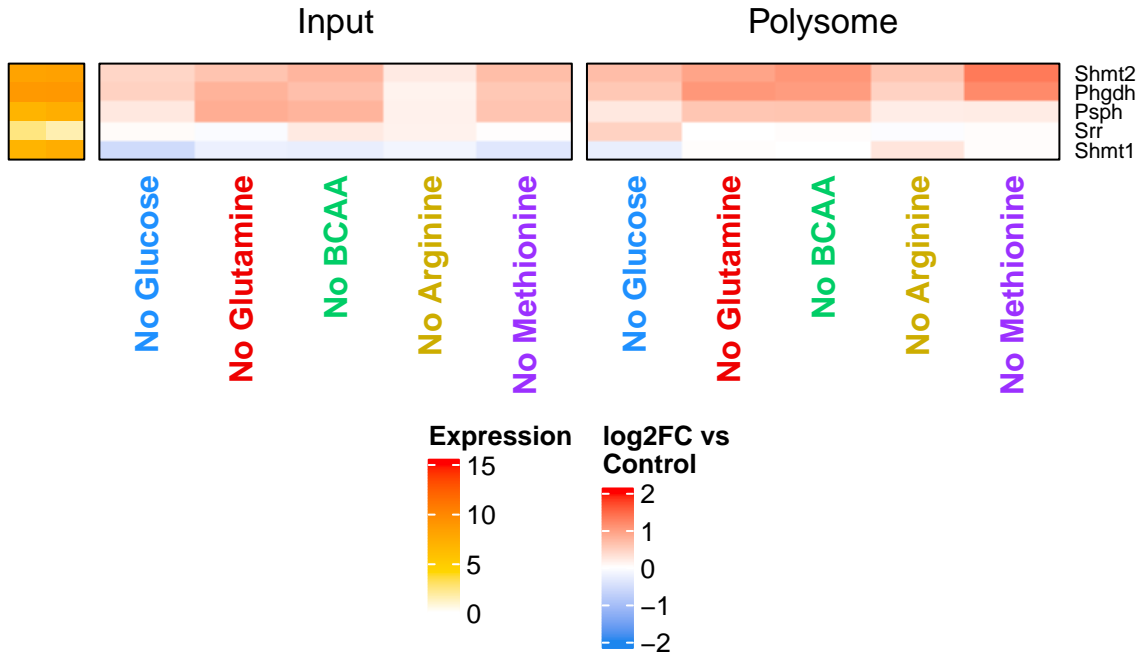 Input
Polysome
Shmt2
Phgdh
Psph
Srr
Shmt1
No Glucose
No Glutamine
No BCAA
No Arginine
No Methionine
No Glucose
No Glutamine
No BCAA
No Arginine
No Methionine
Expression
15
10
5
0
log2FC vs
Control
2
1
0
−1
−2